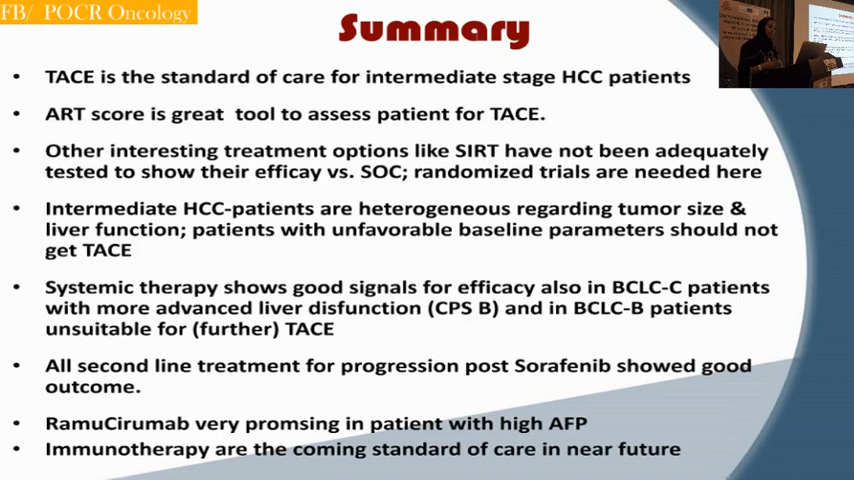 FB/ POCR Oncology
Summary
• TACE is the standard of care for intermediate stage HCC patients
• ART score is great tool to assess patient for TACE.
• Other interesting treatment options like SIRT have not been adequately
tested to show their efficay vs. SOC; randomized trials are needed here
• Intermediate HCC-patients are heterogeneous regarding tumor size &
liver function; patients with unfavorable baseline parameters should not
get TACE
• Systemic therapy shows good signals for efficacy also in BCLC-C patients
with more advanced liver disfunction (CPS B) and in BCLC-B patients
unsuitable for (further) TACE
• All second line treatment for progression post Sorafenib showed good
outcome.
• RamuCirumab very promsing in patient with high AFP
• Immunotherapy are the coming standard of care in near future